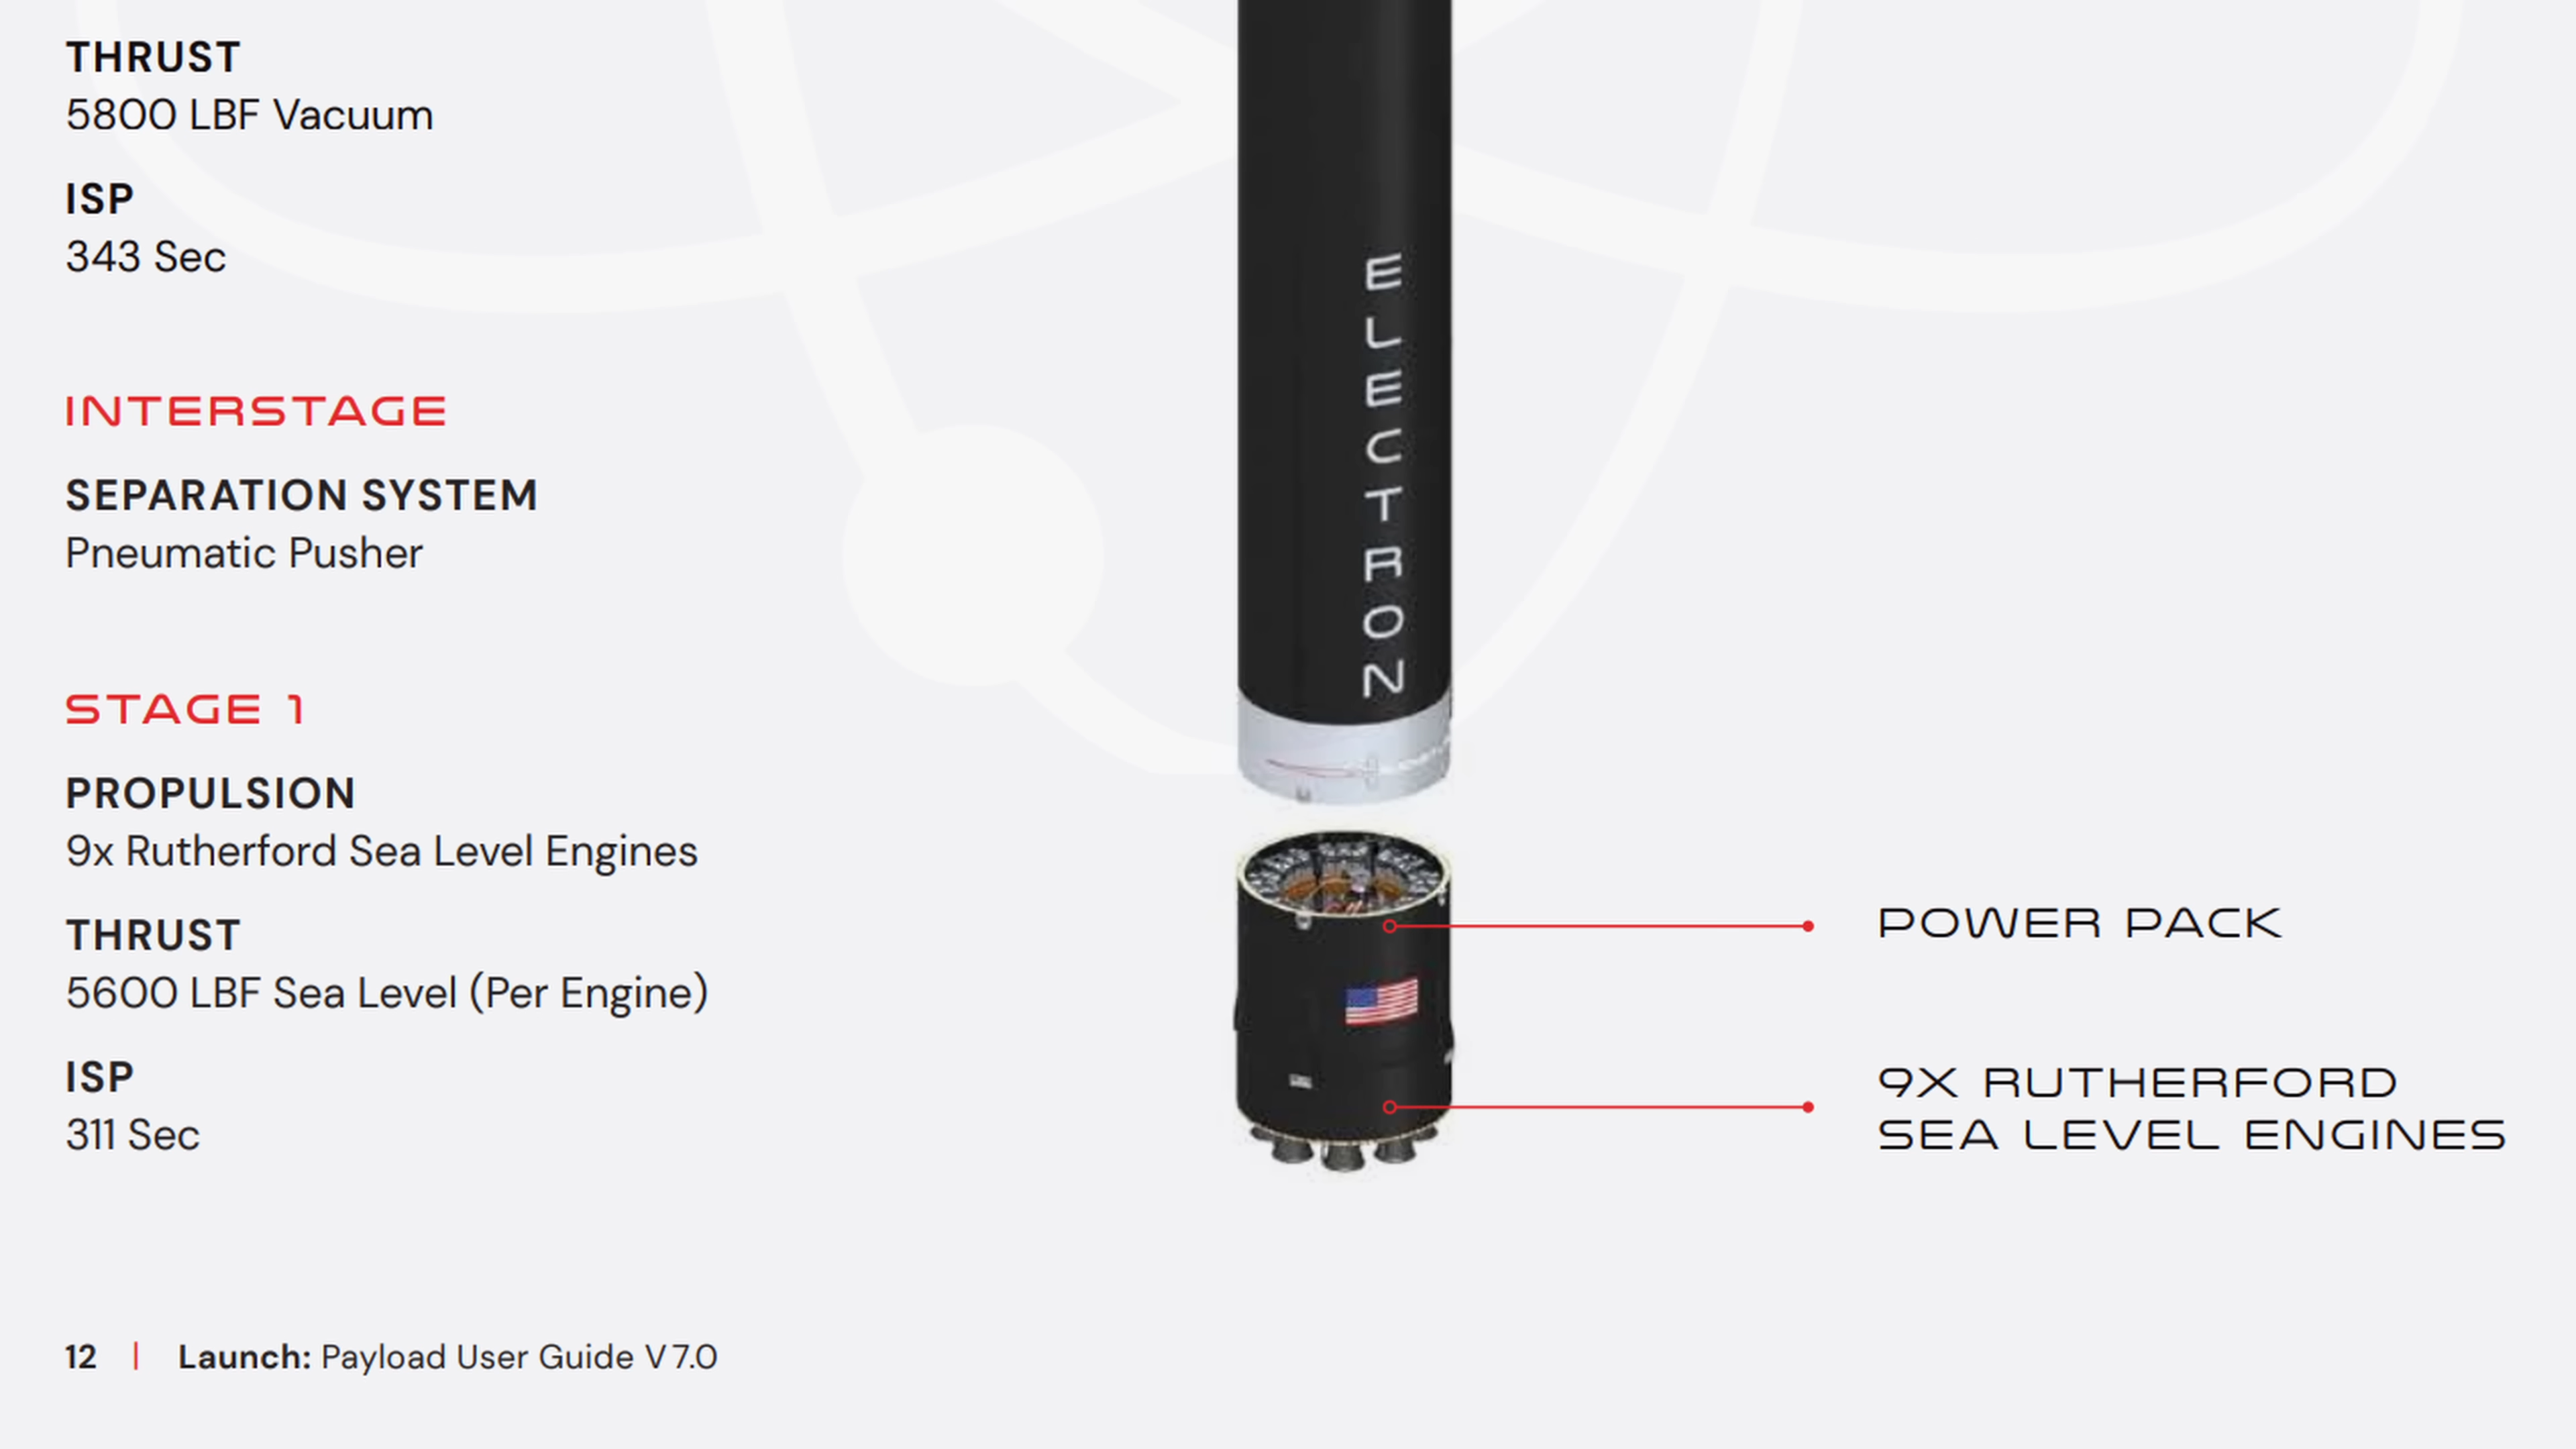 THRUST
5800 LBF Vacuum
ISP
343 Sec
INTERSTAGE
SEPARATION SYSTEM
Pneumatic Pusher
STAGE 1
PROPULSION
9x Rutherford Sea Level Engines
THRUST
5600 LBF Sea Level (Per Engine)
ISP
311 Sec
ELECTRON
POWER PACK
9X RUTHERFORD
SEA LEVEL ENGINES
12 | Launch: Payload User Guide V 7.0